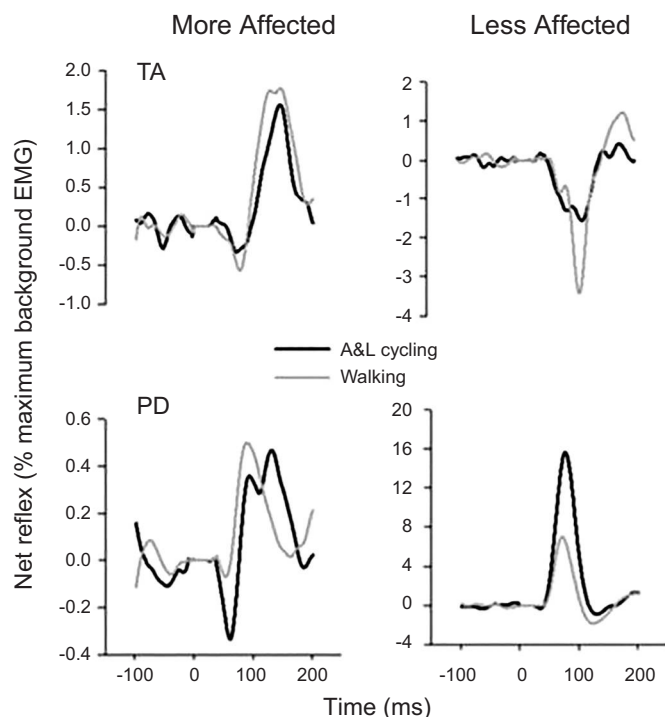 More Affected
Less Affected
Net reflex (% maximum background EMG)
TA
2.0
1.5
1.0
0.5
0.0
-0.5
-1.0
2
1
0
-1
-2
-3
-4
A&L cycling
Walking
PD
0.6
0.4
0.2
0.0
-0.2
-0.4
20
16
12
8
4
0
-4
-100 0 100 200
-100 0 100 200
Time (ms)